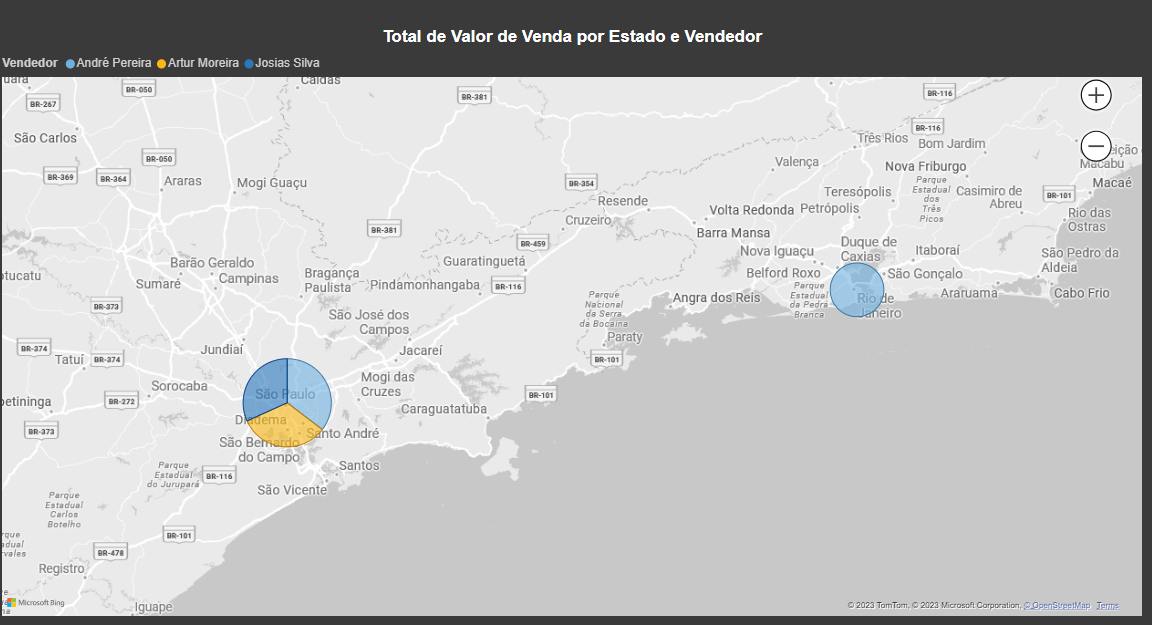 Total de Valor de Venda por Estado e Vendedor
Vendedor André Pereira Artur Moreira Josias Silva
Caldas
BR-050
BR-381
BR-116
BR-267
São Carlos
BR-116
Três Rios
Bom Jardim
BR-050
Valença
Nova Friburgo
Macabu
BR-369
BR-364
Araras
Mogi Guaçu
BR-354
Parque
Estadual
dos
Três
Picos
Teresópolis
Casimiro de
Abreu
BR-101
Macaé
Resende
Volta Redonda
Petrópolis
Rio das
Ostras
Cruzeiro
BR-381
Barra Mansa
BR-459
Duque de
Caxias
Nova Iguaçu
Itaboraí
São Pedro da
Aldeia
Barão Geraldo
Guaratinguetá
Campinas
Sumaré
Bragança
Paulista
Pindamonhangaba
BR-116
Belford Roxo
São Gonçalo
Parque
Estadual
da Pedra
Branca
Angra dos Reis
Araruama
Cabo Frio
Rio de
Janeiro
BR-373
Parque
Nacional
da Serra
da Bocaina
São José dos
Campos
Paraty
BR-374
Jundiaí
Jacareí
Tatuí
BR-374
BR-101
Sorocaba
Mogi das
Cruzes
São Paulo
BR-101
BR-272
Caraguatatuba
Diadema
BR-373
Santo André
São Bernardo
do Campo
Santos
Parque
Estadual
do Jurupará
BR-116
São Vicente
Parque
Estadual
Carlos
Botelho
BR-101
BR-478
Registro
Iguape
Microsoft Bing
© 2023 TomTom, © 2023 Microsoft Corporation, © OpenStreetMap Terms